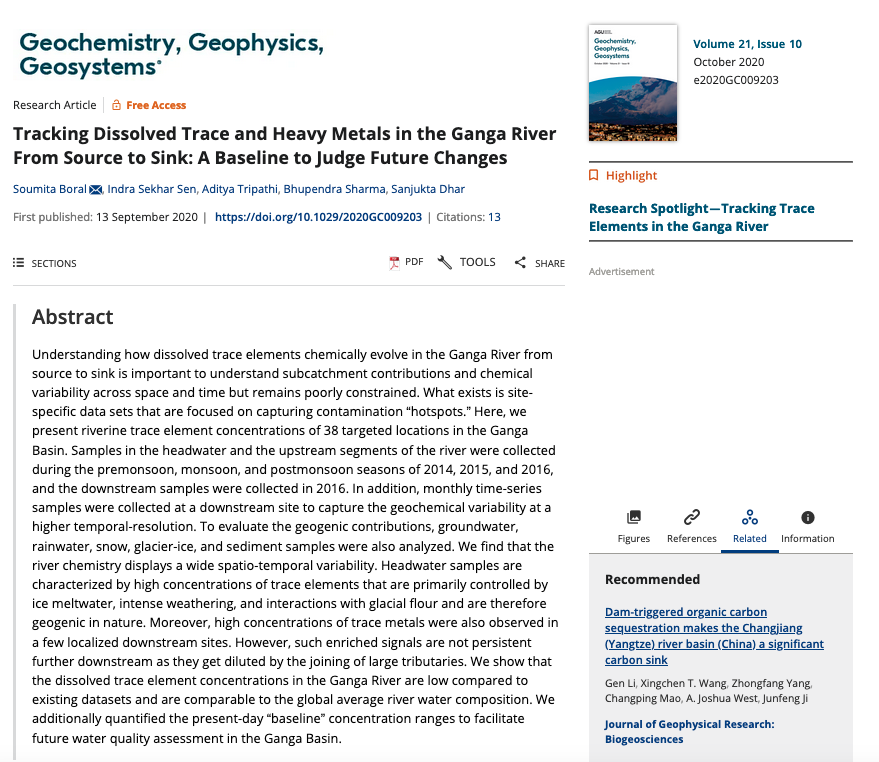 Geochemistry, Geophysics,
Geosystems®
Research Article
Free Access
Tracking Dissolved Trace and Heavy Metals in the Ganga River
From Source to Sink: A Baseline to Judge Future Changes
Soumita Boral, Indra Sekhar Sen, Aditya Tripathi, Bhupendra Sharma, Sanjukta Dhar
First published: 13 September 2020 | https://doi.org/10.1029/2020GC009203 | Citations: 13
SECTIONS
PDF
TOOLS
SHARE
Abstract
Understanding how dissolved trace elements chemically evolve in the Ganga River from
source to sink is important to understand subcatchment contributions and chemical
variability across space and time but remains poorly constrained. What exists is site-
specific data sets that are focused on capturing contamination “hotspots.” Here, we
present riverine trace element concentrations of 38 targeted locations in the Ganga
Basin. Samples in the headwater and the upstream segments of the river were collected
during the premonsoon, monsoon, and postmonsoon seasons of 2014, 2015, and 2016,
and the downstream samples were collected in 2016. In addition, monthly time-series
samples were collected at a downstream site to capture the geochemical variability at a
higher temporal-resolution. To evaluate the geogenic contributions, groundwater,
rainwater, snow, glacier-ice, and sediment samples were also analyzed. We find that the
river chemistry displays a wide spatio-temporal variability. Headwater samples are
characterized by high concentrations of trace elements that are primarily controlled by
ice meltwater, intense weathering, and interactions with glacial flour and are therefore
geogenic in nature. Moreover, high concentrations of trace metals were also observed in
a few localized downstream sites. However, such enriched signals are not persistent
further downstream as they get diluted by the joining of large tributaries. We show that
the dissolved trace element concentrations in the Ganga River are low compared to
existing datasets and are comparable to the global average river water composition. We
additionally quantified the present-day “baseline” concentration ranges to facilitate
future water quality assessment in the Ganga Basin.
AGU
Geochemistry,
Geophysics,
Geosystems
Volume 21, Issue 10
October 2020
e2020GC009203
Highlight
Research Spotlight—Tracking Trace
Elements in the Ganga River
Advertisement
Figures
References
Related
Information
Recommended
Dam-triggered organic carbon
sequestration makes the Changjiang
(Yangtze) river basin (China) a significant
carbon sink
Gen Li, Xingchen T. Wang, Zhongfang Yang,
Changping Mao, A. Joshua West, Junfeng Ji
Journal of Geophysical Research:
Biogeosciences